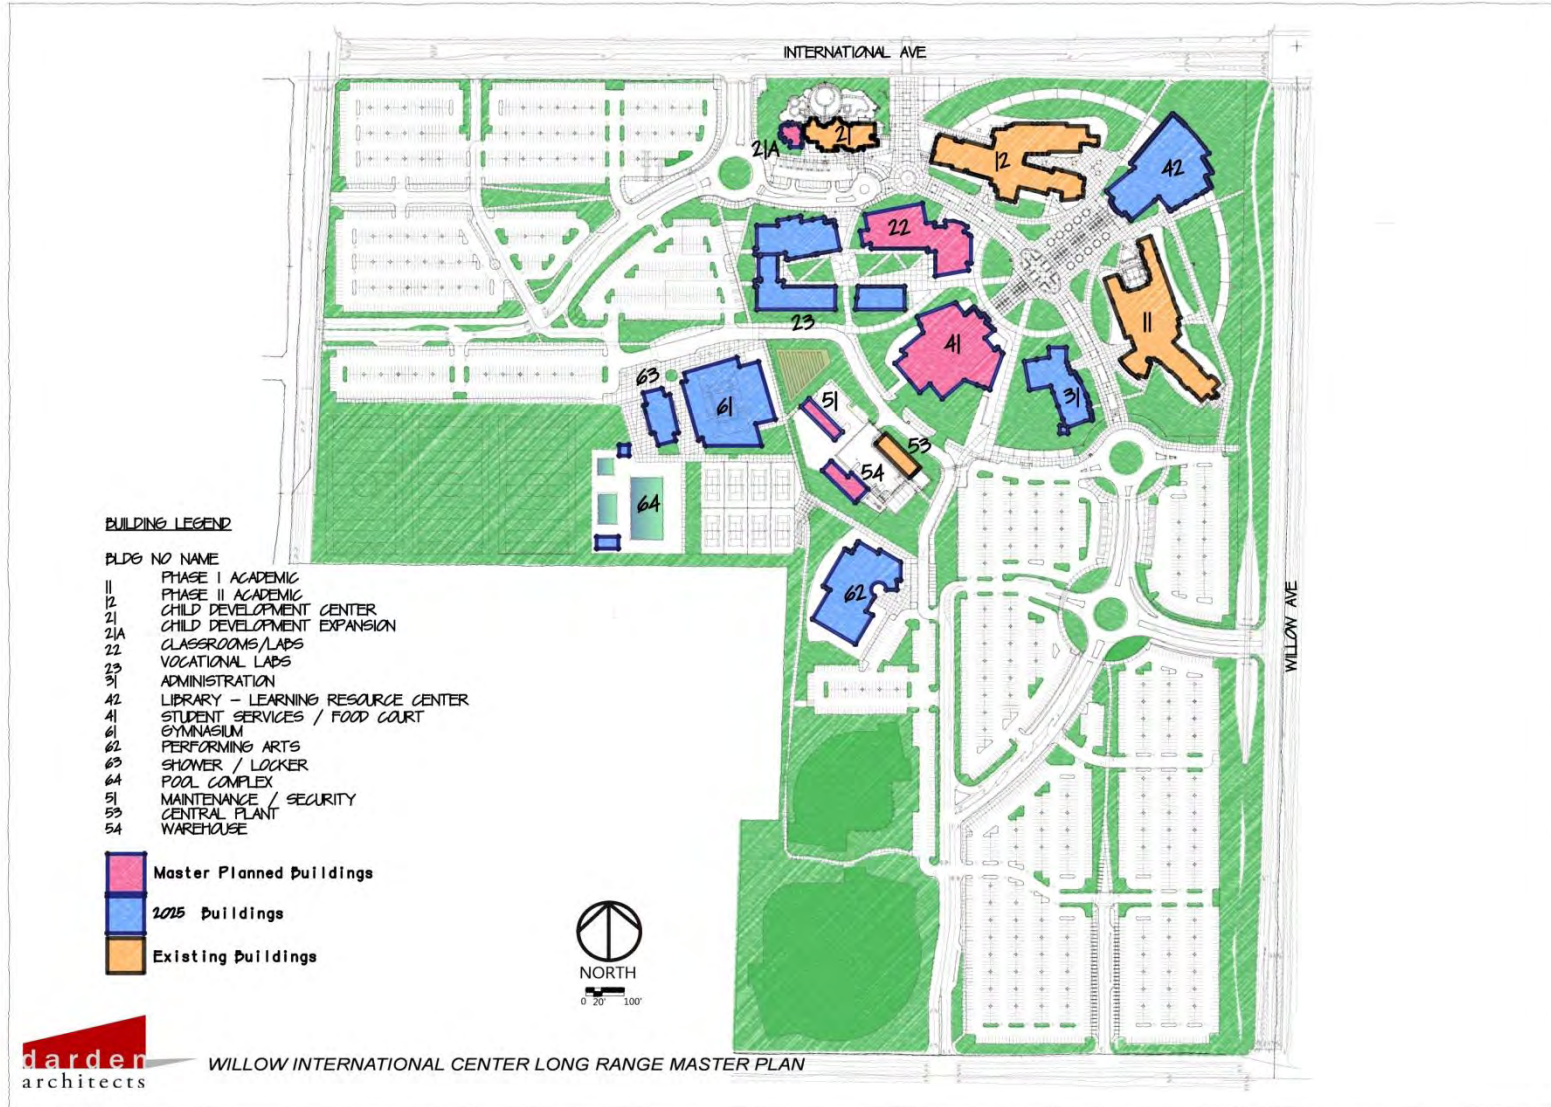 INTERNATIONAL AVE
21
21A
12
42
22
11
23
41
31
63
61
51
53
54
64
62
WILLOW AVE
BUILDING LEGEND
BLDG NO NAME
11 PHASE I ACADEMIC
12 PHASE II ACADEMIC
21 CHILD DEVELOPMENT CENTER
21A CHILD DEVELOPMENT EXPANSION
22 CLASSROOMS/LABS
23 VOCATIONAL LABS
31 ADMINISTRATION
42 LIBRARY - LEARNING RESOURCE CENTER
41 STUDENT SERVICES / FOOD COURT
61 GYMNASIUM
62 PERFORMING ARTS
63 SHOWER / LOCKER
64 POOL COMPLEX
51 MAINTENANCE / SECURITY
53 CENTRAL PLANT
54 WAREHOUSE
Master Planned Buildings
2025 Buildings
Existing Buildings
NORTH
0 20' 100'
darden
architects
WILLOW INTERNATIONAL CENTER LONG RANGE MASTER PLAN